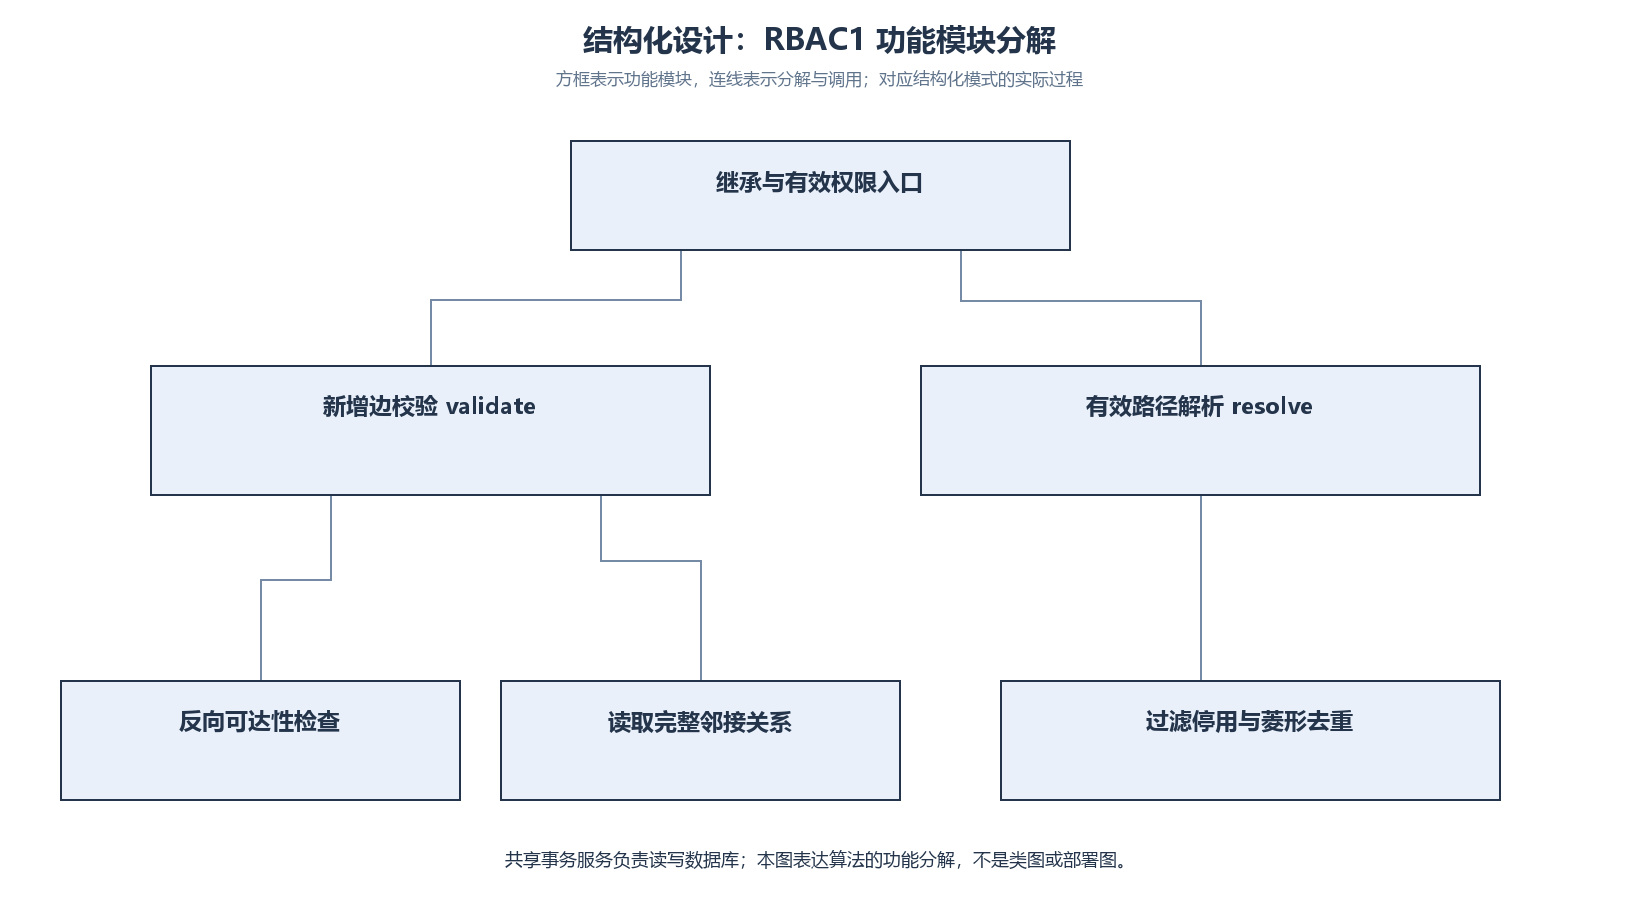 结构化设计：RBAC1 功能模块分解
方框表示功能模块，连线表示分解与调用；对应结构化模式的实际过程
继承与有效权限入口
新增边校验 validate
有效路径解析 resolve
反向可达性检查
读取完整邻接关系
过滤停用与菱形去重
共享事务服务负责读写数据库；本图表达算法的功能分解，不是类图或部署图。